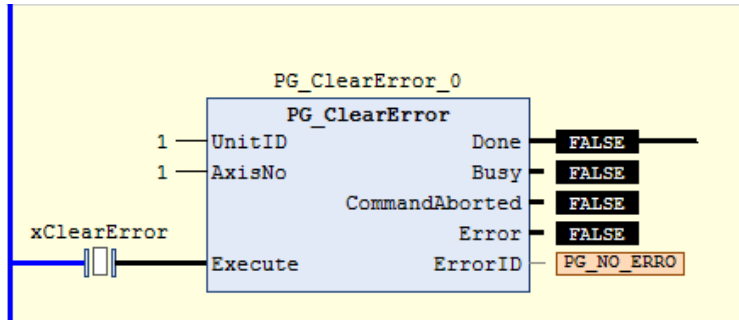 PG_ClearError_0
PG_ClearError
1 UnitID Done FALSE
1 AxisNo Busy FALSE
CommandAborted FALSE
xClearError Error FALSE
Execute ErrorID PG_NO_ERRO